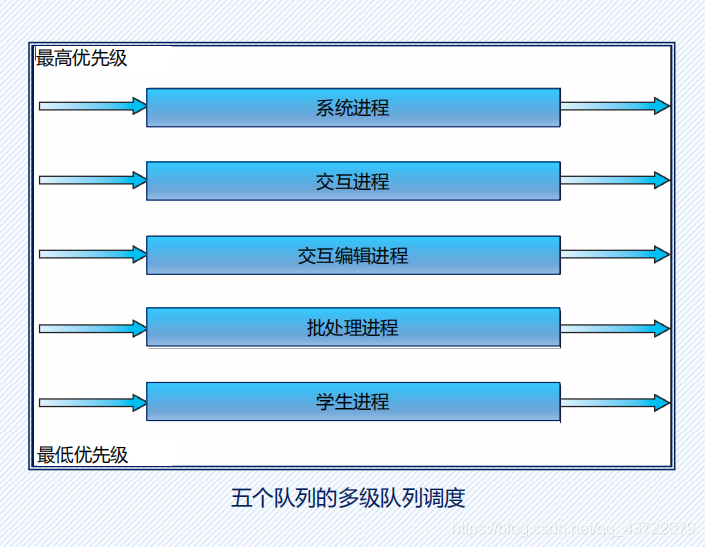 最高优先级
系统进程
交互进程
交互编辑进程
批处理进程
学生进程
最低优先级
五个队列的多级队列调度
https://blog.csdn.net/qq_43722079